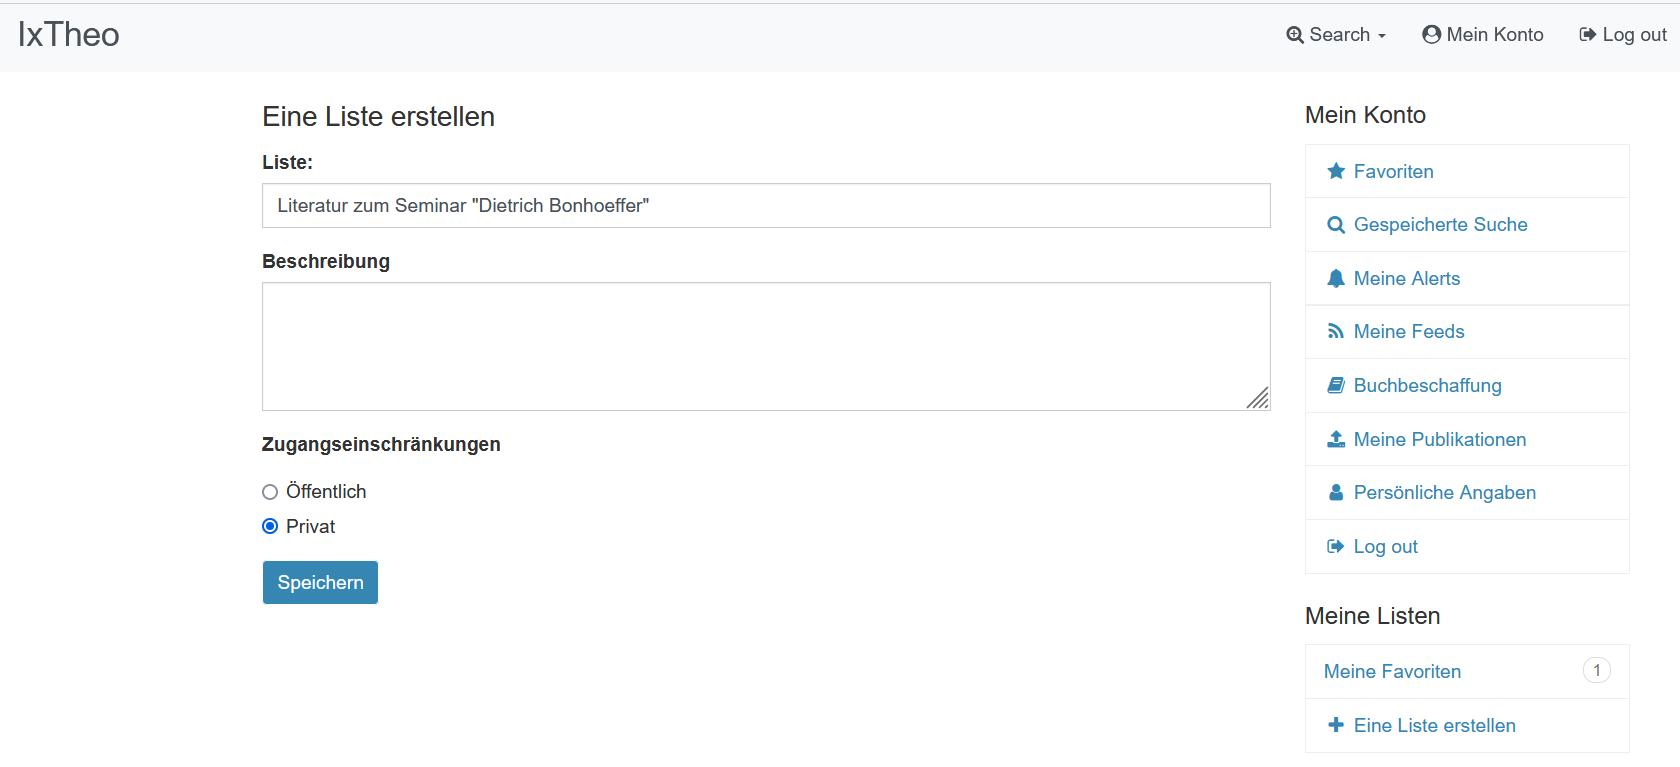 IxTheo
Search
Mein Konto
Log out
Eine Liste erstellen
Liste:
Literatur zum Seminar "Dietrich Bonhoeffer"
Beschreibung
Zugangseinschränkungen
Öffentlich
Privat
Speichern
Mein Konto
Favoriten
Gespeicherte Suche
Meine Alerts
Meine Feeds
Buchbeschaffung
Meine Publikationen
Persönliche Angaben
Log out
Meine Listen
Meine Favoriten 1
Eine Liste erstellen